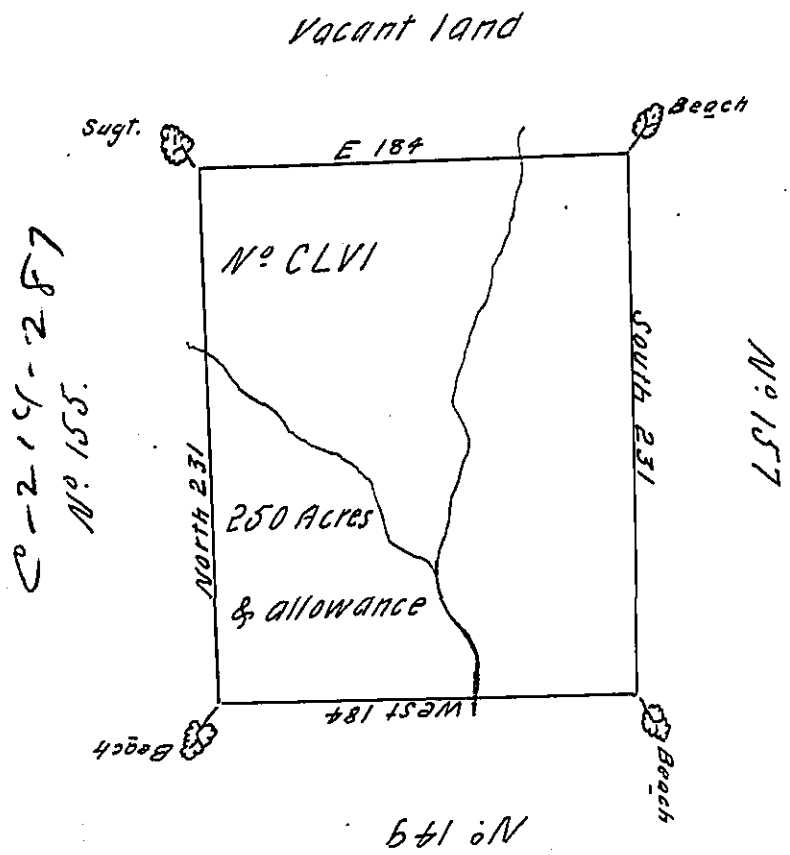 Vacant land
Sugt.
Beach
E 184
Nº CLVI
C-214-287
Nº 155.
North 231
South 231
Nº 157
250 Acres
& allowance
West 184
Beach
Beach
Nº 149